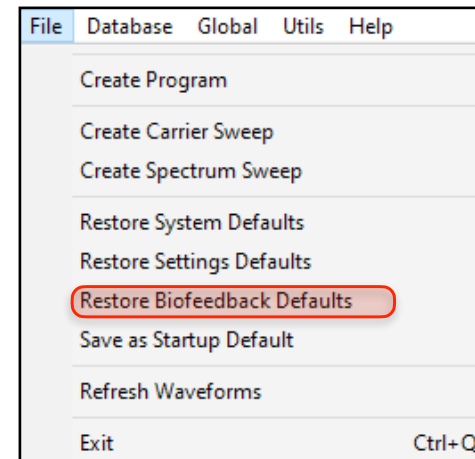 File Database Global Utils Help
Create Program
Create Carrier Sweep
Create Spectrum Sweep
Restore System Defaults
Restore Settings Defaults
Restore Biofeedback Defaults
Save as Startup Default
Refresh Waveforms
Exit Ctrl+Q